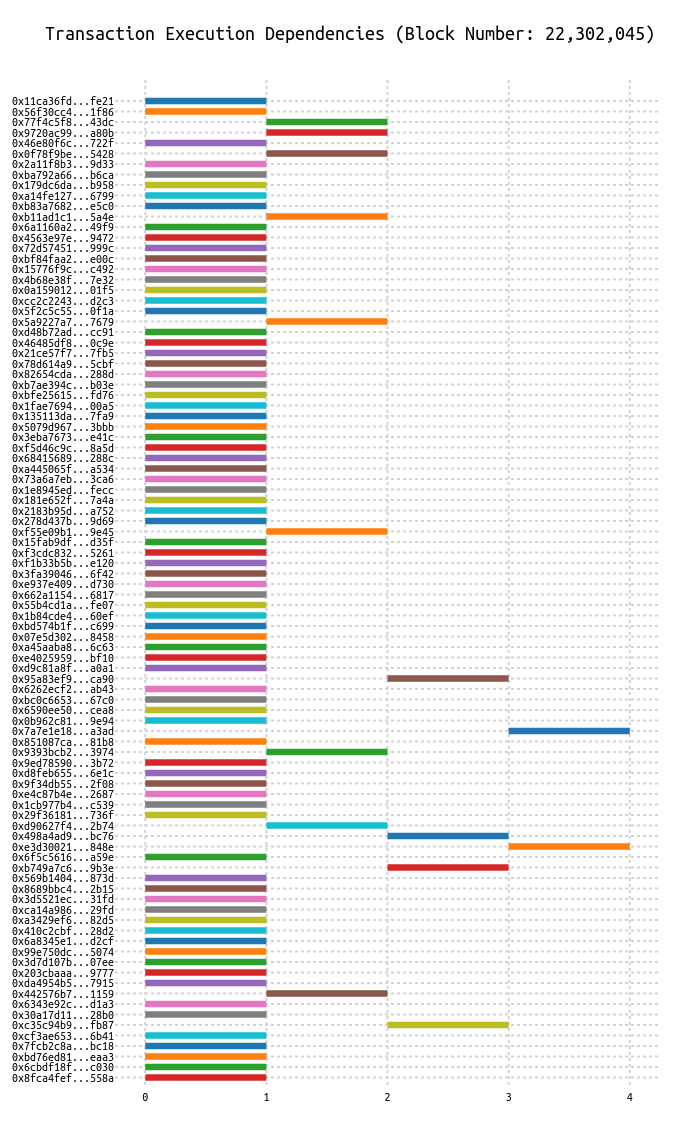 Transaction Execution Dependencies (Block Number: 22,302,045)
0x11ca36fd...fe21
0x56f30cc4...1f86
0x77f4c5f8...43dc
0x9720ac99...a80b
0x46e80f6c...722f
0x0f78f9be...5428
0x2a11f8b3...9d33
0xba792a66...b6ca
0x179dc6da...b958
0xa14fe127...6799
0xb83a7682...e5c0
0xb11ad1c1...5a4e
0x6a1160a2...49f9
0x4563e97e...9472
0x72d57451...999c
0xbf84faa2...e00c
0x15776f9c...c492
0x4b68e38f...7e32
0x0a159012...01f5
0xcc2c2243...d2c3
0x5f2c5c55...0f1a
0x5a9227a7...7679
0xd48b72ad...cc91
0x46485df8...0c9e
0x21ce57f7...7fb5
0x78d614a9...5cbf
0x82654cda...288d
0xb7ae394c...b03e
0xbfe25615...fd76
0x1fae7694...00a5
0x135113da...7fa9
0x5079d967...3bbb
0x3eba7673...e41c
0xf5d46c9c...8a5d
0x68415689...288c
0xa445065f...a534
0x73a6a7eb...3ca6
0x1e8945ed...fecc
0x181e652f...7a4a
0x2183b95d...a752
0x278d437b...9d69
0xf55e09b1...9e45
0x15fab9df...d35f
0xf3cdc832...5261
0xf1b33b5b...e120
0x3fa39046...6f42
0xe937e409...d730
0x662a1154...6817
0x55b4cd1a...fe07
0x1b84cde4...60ef
0xbd574b1f...c699
0x07e5d302...8458
0xa45aaba8...6c63
0xe4025959...bf10
0xd9c81a8f...a0a1
0x95a83ef9...ca90
0x6262ecf2...ab43
0xbc0c6653...67c0
0x6590ee50...cea8
0x0b962c81...9e94
0x7a7e1e18...a3ad
0x851087ca...81b8
0x9393bcb2...3974
0x9ed78590...3b72
0xd8feb655...6e1c
0x9f34db55...2f08
0xe4c87b4e...2687
0x1cb977b4...c539
0x29f36181...736f
0xd90627f4...2b74
0x498a4ad9...bc76
0xe3d30021...848e
0x6f5c5616...a59e
0xb749a7c6...9b3e
0x569b1404...873d
0x8689bbc4...2b15
0x3d5521ec...31fd
0xca14a986...29fd
0xa3429ef6...82d5
0x410c2cbf...28d2
0x6a8345e1...d2cf
0x99e750dc...5074
0x3d7d107b...07ee
0x203cbaaa...9777
0xda4954b5...7915
0x442576b7...1159
0x6343e92c...d1a3
0x30a17d11...28b0
0xc35c94b9...fb87
0xcf3ae653...6b41
0x7fcb2c8a...bc18
0xbd76ed81...eaa3
0x6cbdf18f...c030
0x8fca4fef...558a
0 1 2 3 4